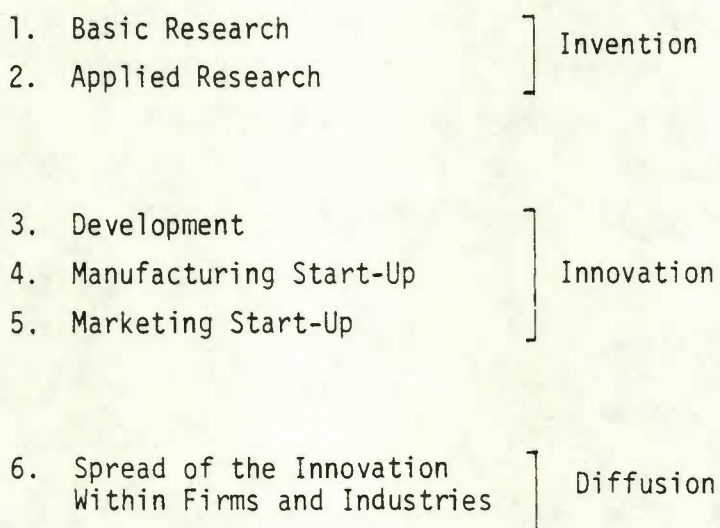 1. Basic Research
2. Applied Research
Invention
3. Development
4. Manufacturing Start-Up
5. Marketing Start-Up
Innovation
6. Spread of the Innovation
Within Firms and Industries
Diffusion